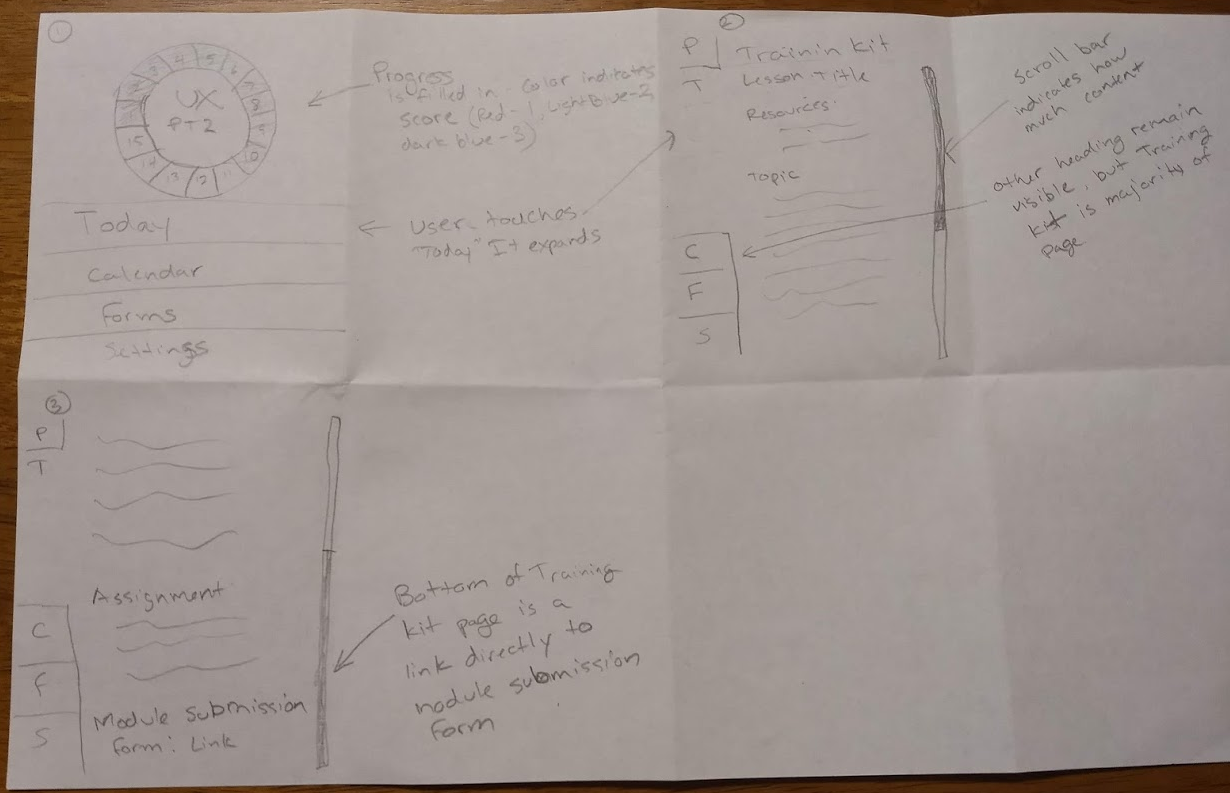 1
3 4 5 6 7 8 9 10 11 12 13 14 15
UX
PT2
Today
Calendar
Forms
Settings
Progress
is filled in. Color inditates
score (Red-1, Light Blue-2,
dark blue-3)
User touches
"Today" It expands
2
P
T
Trainin Kit
Lesson Title
Resources:
Topic
C
F
S
Scroll bar
indicates how
much content
other heading remain
visible, but Training
kit is majority of
page
3
P
T
Assignment
C
F
S
Module submission
form: Link
Bottom of Training
kit page is a
link directly to
module submission
form